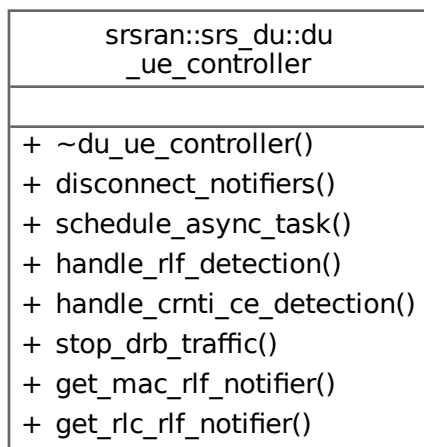 srsran::srs_du::du
_ue_controller
+ ~du_ue_controller()
+ disconnect_notifiers()
+ schedule_async_task()
+ handle_rlf_detection()
+ handle_crnti_ce_detection()
+ stop_drb_traffic()
+ get_mac_rlf_notifier()
+ get_rlc_rlf_notifier()